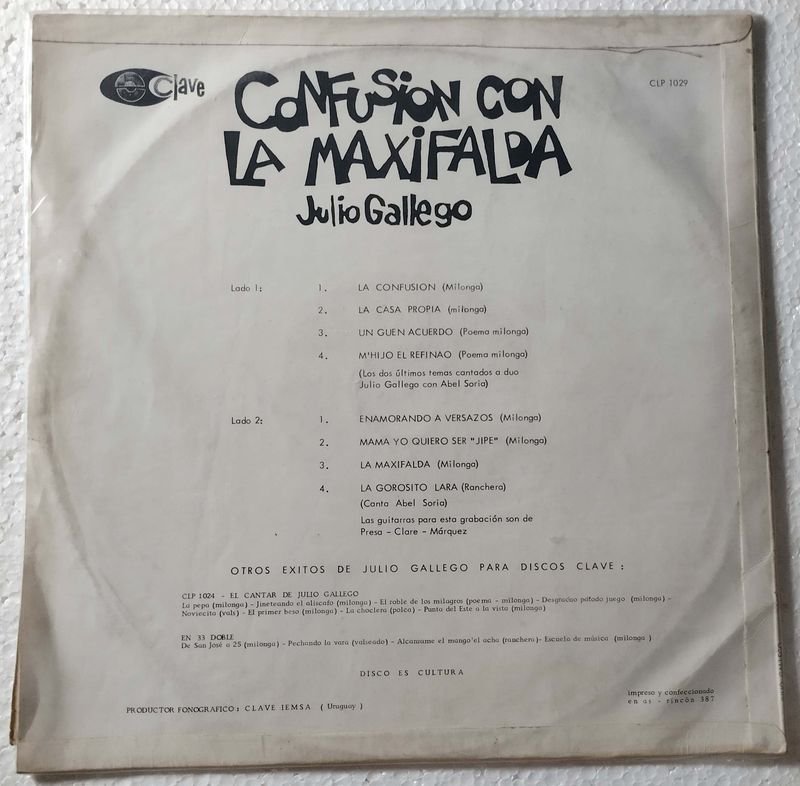 Clave
CONFUSION CON
LA MAXIFALDA
Julio Gallego
CLP 1029
Lado 1: 1. LA CONFUSION (Milonga)
2. LA CASA PROPIA (milonga)
3. UN GUEN ACUERDO (Poema milonga)
4. M'HIJO EL REFINAO (Poema milonga)
(Los dos últimos temas cantados a duo
Julio Gallego con Abel Soria)
Lado 2: 1. ENAMORANDO A VERSAZOS (Milonga)
2. MAMA YO QUIERO SER "JIPE" (Milonga)
3. LA MAXIFALDA (Milonga)
4. LA GOROSITO LARA (Ranchera)
(Canta Abel Soria)
Las guitarras para esta grabación son de
Presa - Clare - Márquez
OTROS EXITOS DE JULIO GALLEGO PARA DISCOS CLAVE :
CLP 1024 - EL CANTAR DE JULIO GALLEGO
La pepa (milonga) - Jineteando el aliscafo (milonga) - El roble de los milagros (poema - milonga) - Desgraciao pa'todo juego (milonga) -
Noviecita (vals) - El primer beso (milonga) - La choclera (polca) - Punta del Este a la vista (milonga)
EN 33 DOBLE
De San José a 25 (milonga) - Pechando la vara (valseado) - Alcanzame el mango'el acha (ranchera)- Escuela de música (milonga )
DISCO ES CULTURA
PRODUCTOR FONOGRAFICO : CLAVE IEMSA ( Uruguay )
impreso y confeccionado
en as - rincón 387